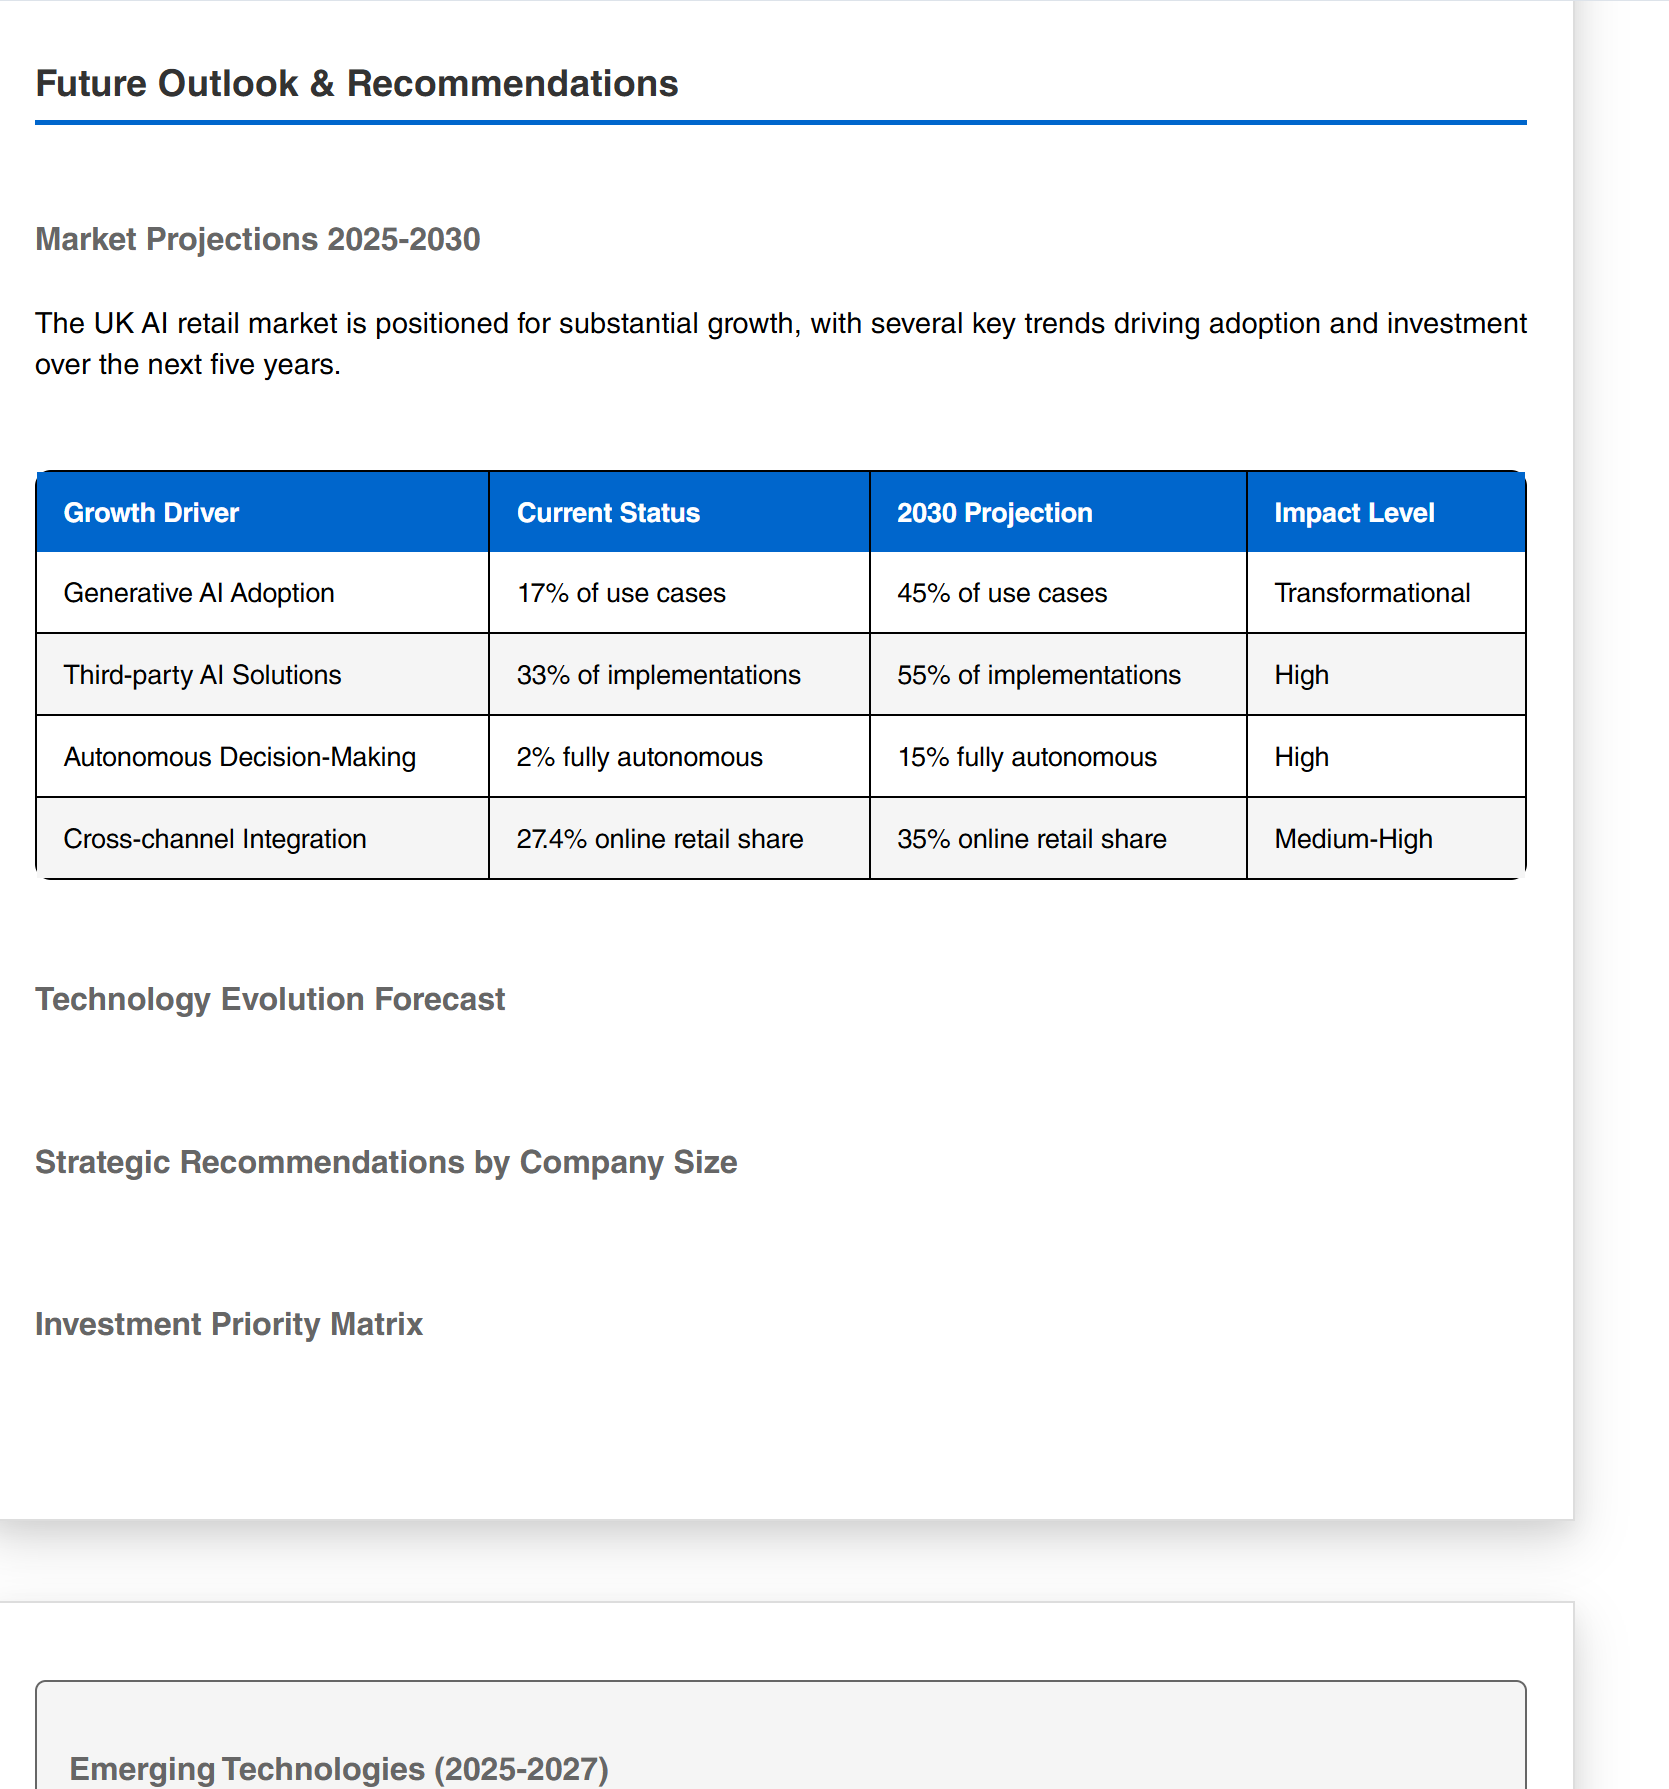 Future Outlook & Recommendations
Market Projections 2025-2030
The UK AI retail market is positioned for substantial growth, with several key trends driving adoption and investment
over the next five years.
Growth Driver Current Status 2030 Projection Impact Level
Generative AI Adoption 17% of use cases 45% of use cases Transformational
Third-party AI Solutions 33% of implementations 55% of implementations High
Autonomous Decision-Making 2% fully autonomous 15% fully autonomous High
Cross-channel Integration 27.4% online retail share 35% online retail share Medium-High
Technology Evolution Forecast
Strategic Recommendations by Company Size
Investment Priority Matrix
Emerging Technologies (2025-2027)